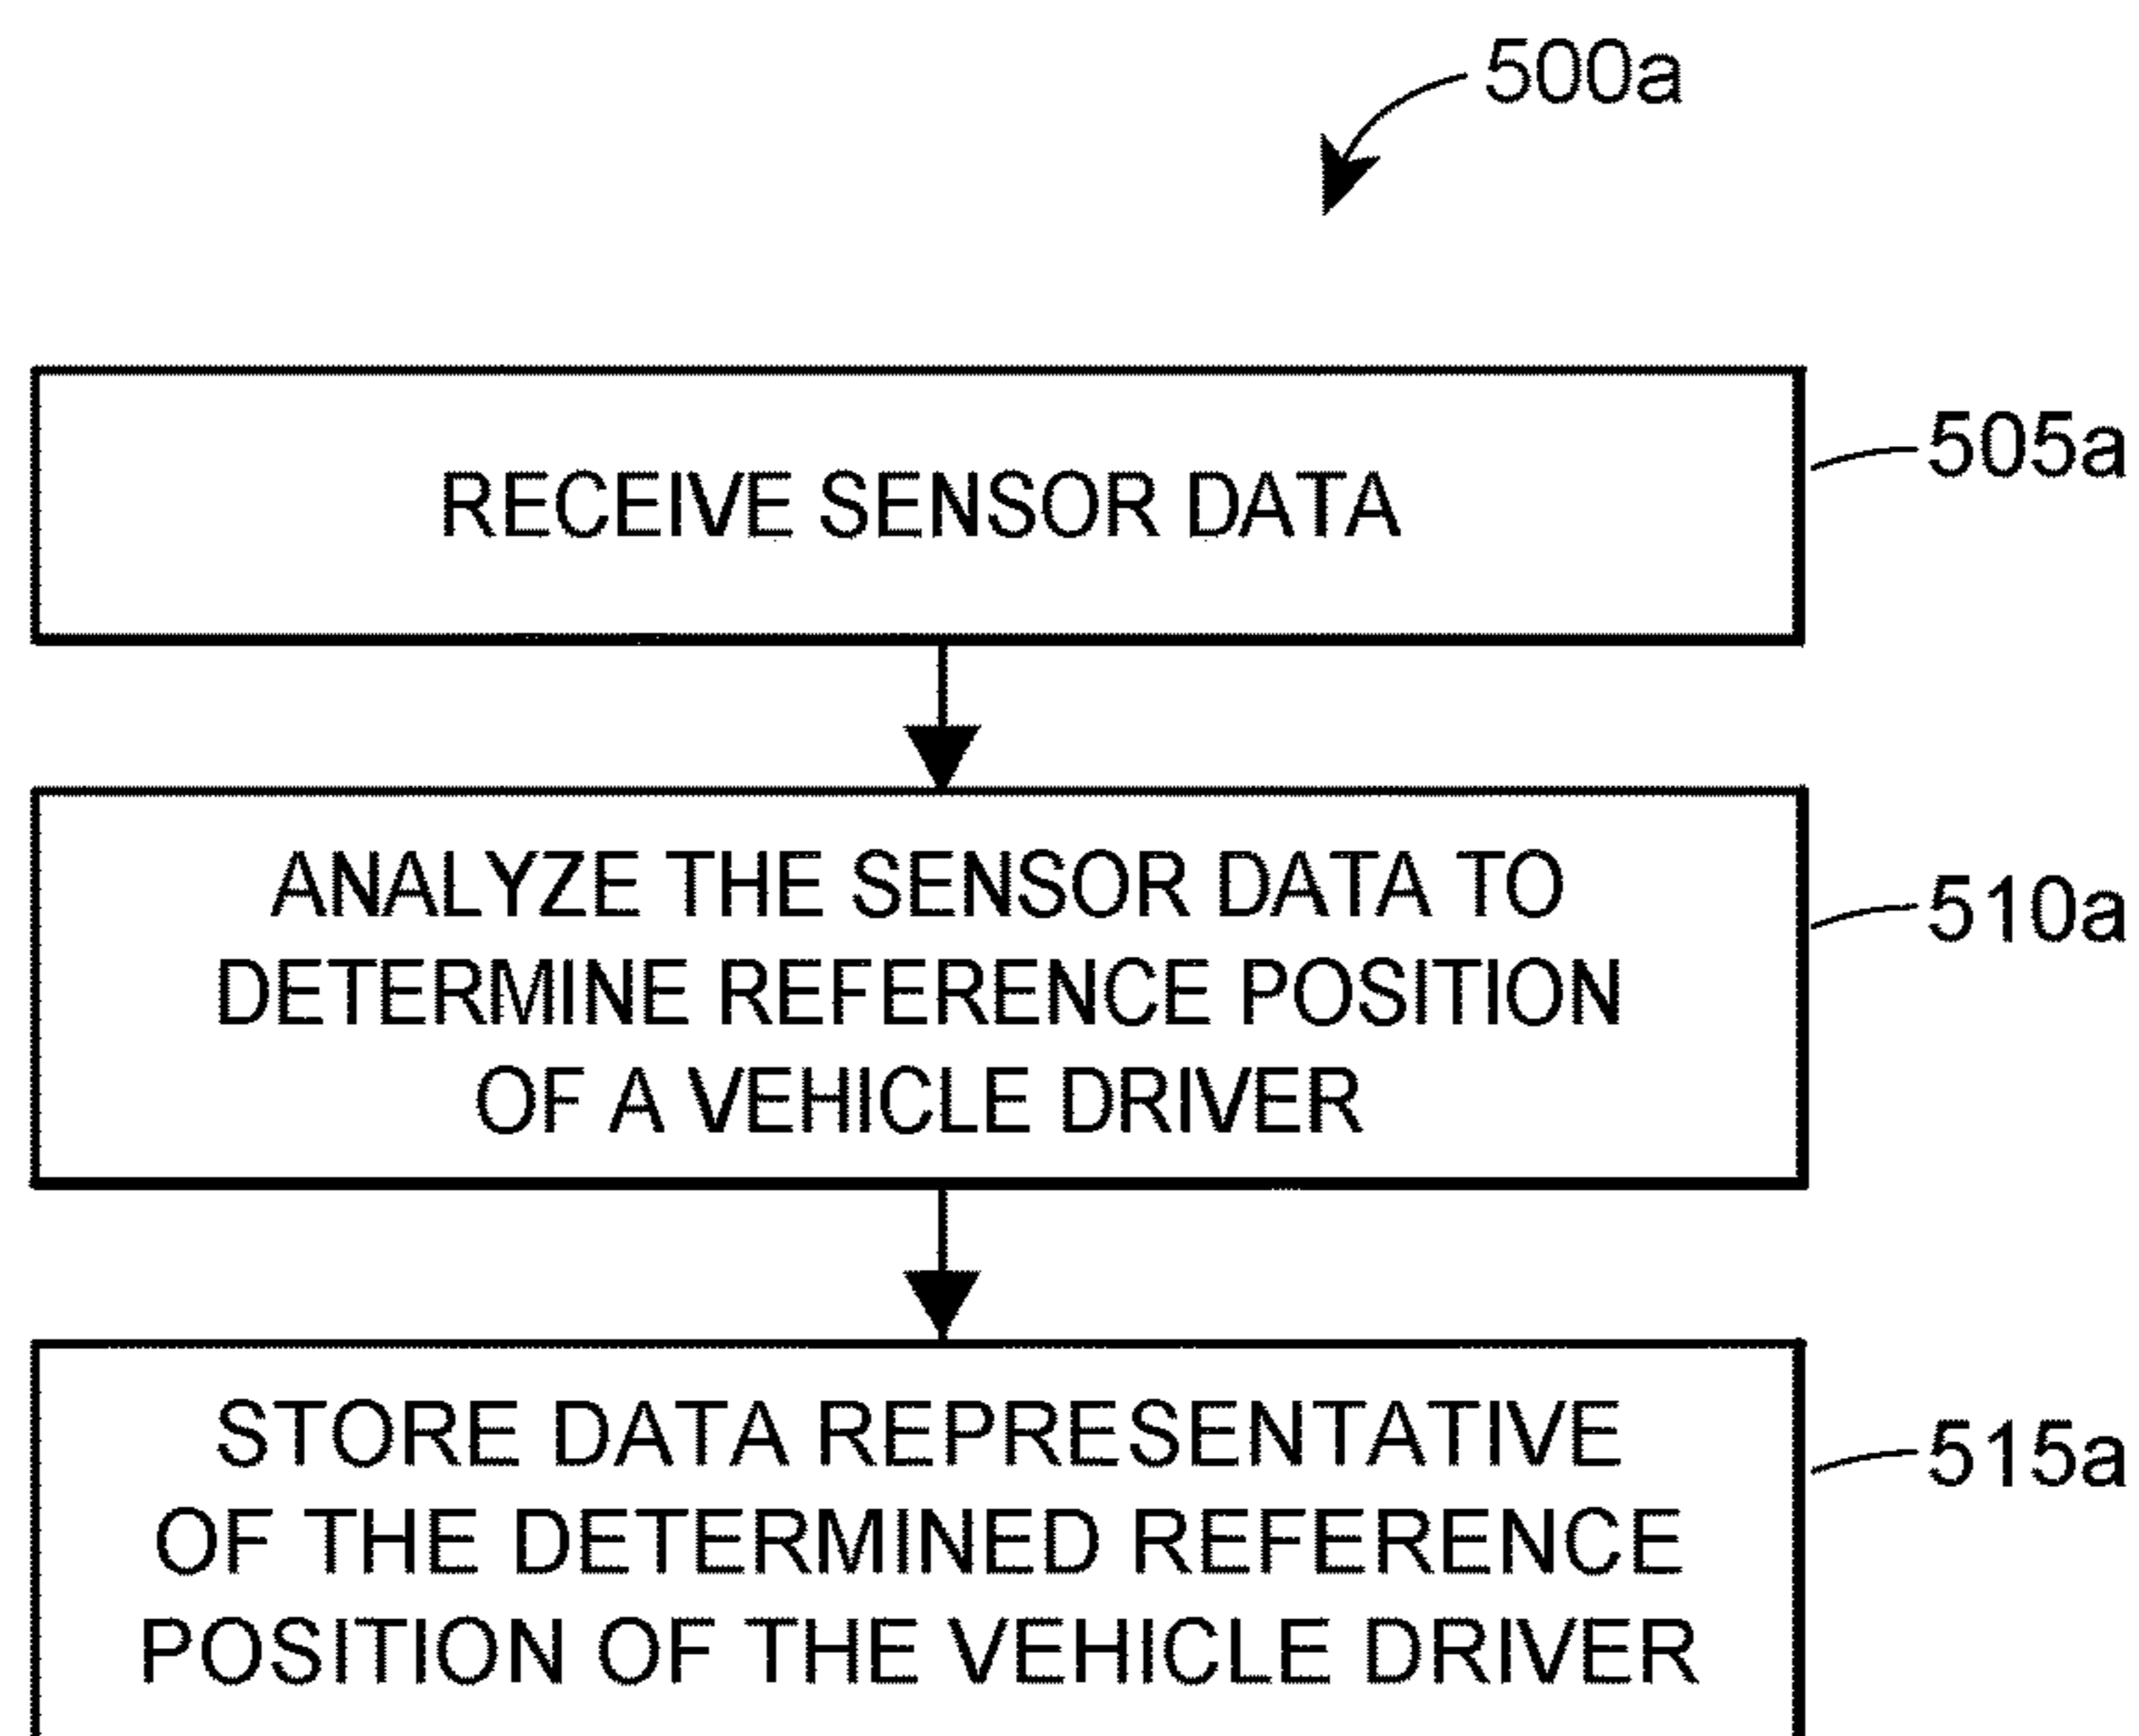 500a
RECEIVE SENSOR DATA
505a
ANALYZE THE SENSOR DATA TO
DETERMINE REFERENCE POSITION
OF A VEHICLE DRIVER
510a
STORE DATA REPRESENTATIVE
OF THE DETERMINED REFERENCE
POSITION OF THE VEHICLE DRIVER
515a